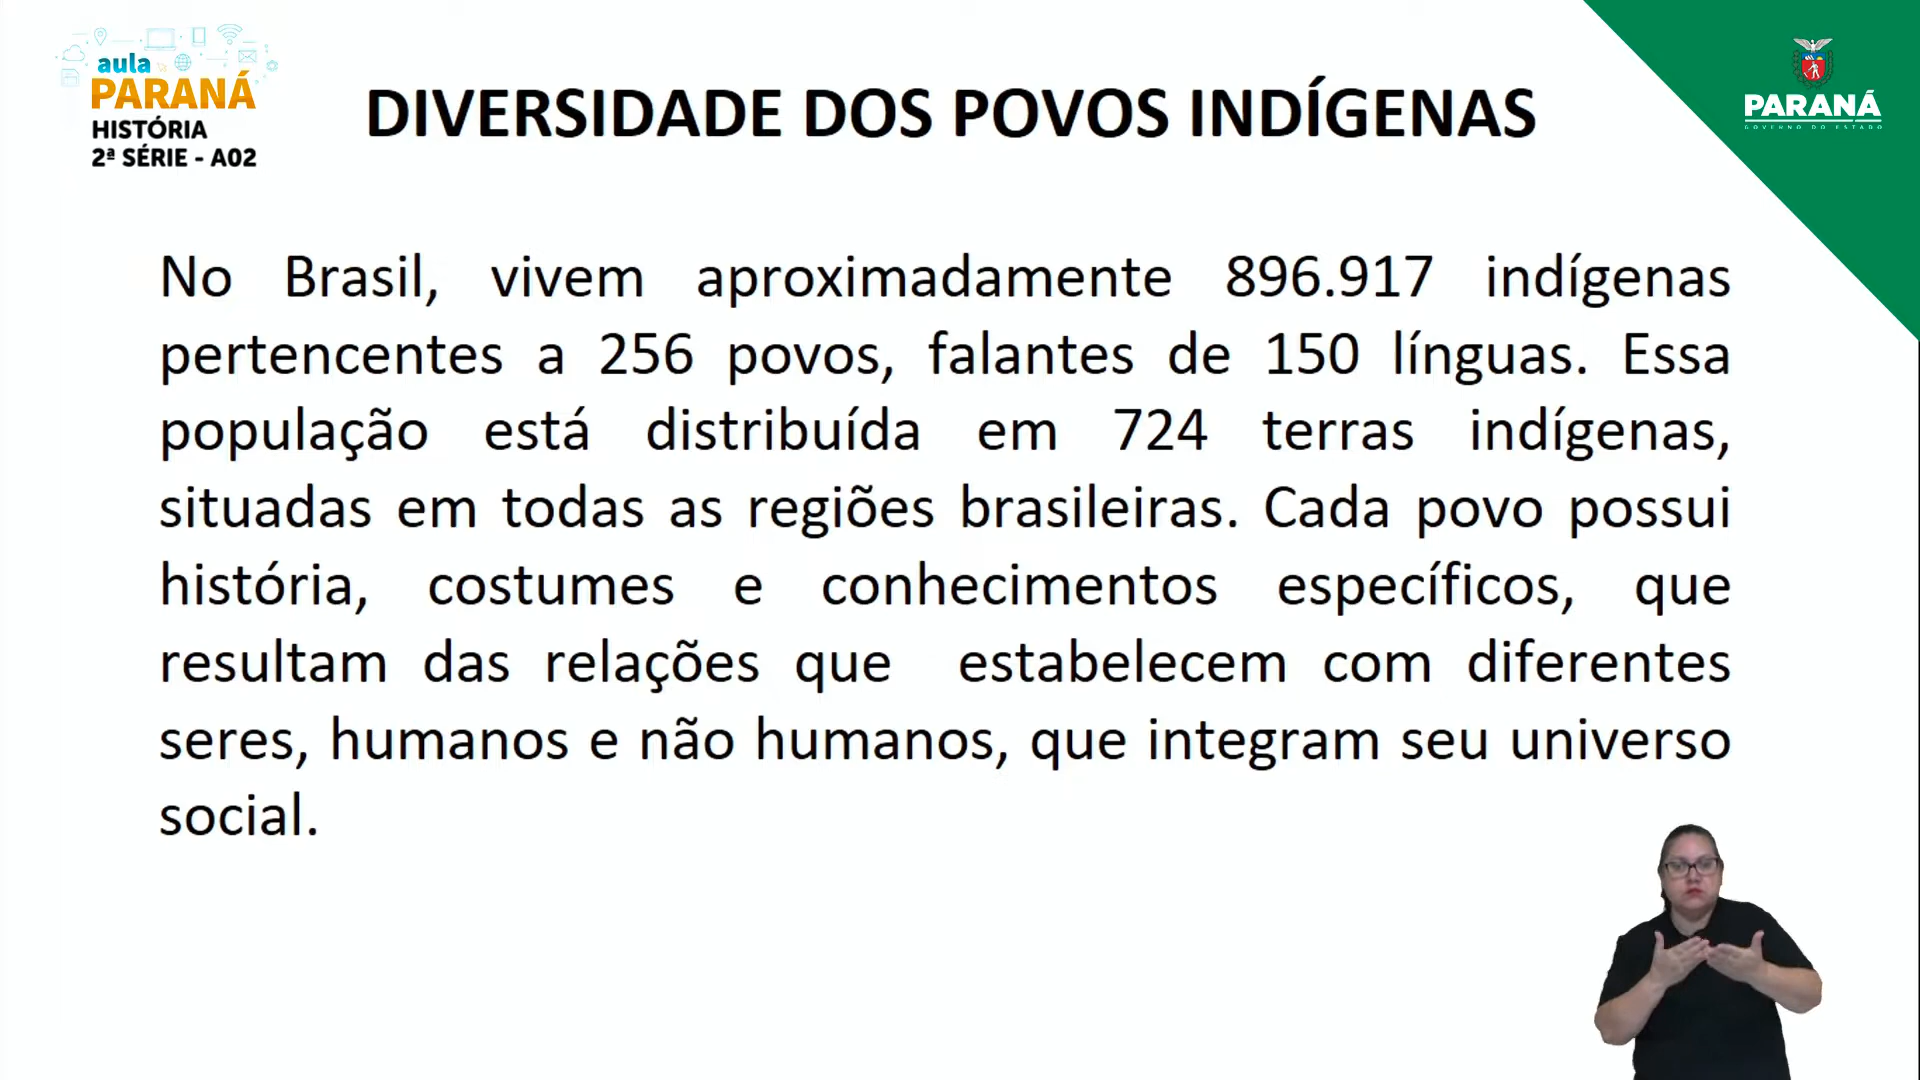 aula
PARANÁ
HISTÓRIA
2ª SÉRIE - A02
DIVERSIDADE DOS POVOS INDÍGENAS
PARANÁ
GOVERNO DO ESTADO
No Brasil, vivem aproximadamente 896.917 indígenas
pertencentes a 256 povos, falantes de 150 línguas. Essa
população está distribuída em 724 terras indígenas,
situadas em todas as regiões brasileiras. Cada povo possui
história, costumes e conhecimentos específicos, que
resultam das relações que estabelecem com diferentes
seres, humanos e não humanos, que integram seu universo
social.